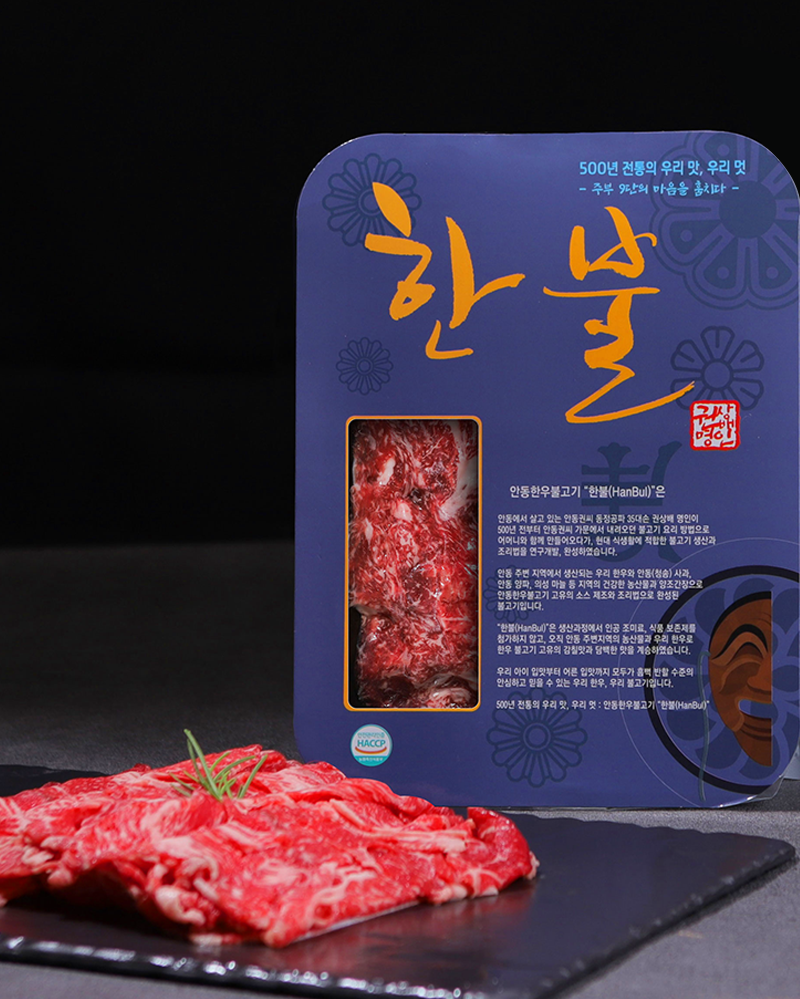 500년 전통의 우리 맛, 우리 멋
- 주부 9단의 마음을 훔치다 -
한불
권상배
명인
안동한우불고기 "한불(HanBul)"은
안동에서 살고 있는 안동권씨 동정공파 35대손 권상배 명인이
500년 전부터 안동권씨 가문에서 내려오던 불고기 요리 방법으로
어머니와 함께 만들어오다가, 현대 식생활에 적합한 불고기 생산과
조리법을 연구개발, 완성하였습니다.
안동 주변 지역에서 생산되는 우리 한우와 안동(청송) 사과,
안동 양파, 의성 마늘 등 지역의 건강한 농산물과 양조간장으로
안동한우불고기 고유의 소스 제조와 조리법으로 완성된
불고기입니다.
"한불(HanBul)"은 생산과정에서 인공 조미료, 식품 보존제를
첨가하지 않고, 오직 안동 주변지역의 농산물과 우리 한우로
한우 불고기 고유의 감칠맛과 담백한 맛을 계승하였습니다.
우리 아이 입맛부터 어른 입맛까지 모두가 흠뻑 반할 수준의
안심하고 믿을 수 있는 우리 한우, 우리 불고기입니다.
500년 전통의 우리 맛, 우리 멋 : 안동한우불고기 "한불(HanBul)"
HACCP